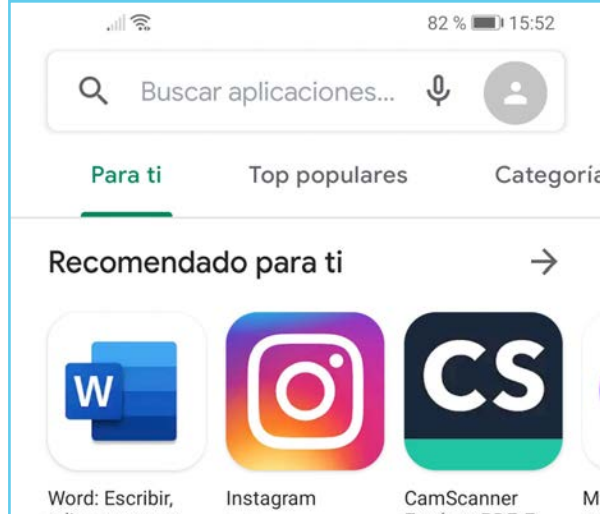 82 % 15:52
Buscar aplicaciones...
Para ti Top populares Categoría
Recomendado para ti
W CS
Word: Escribir, Instagram CamScanner M